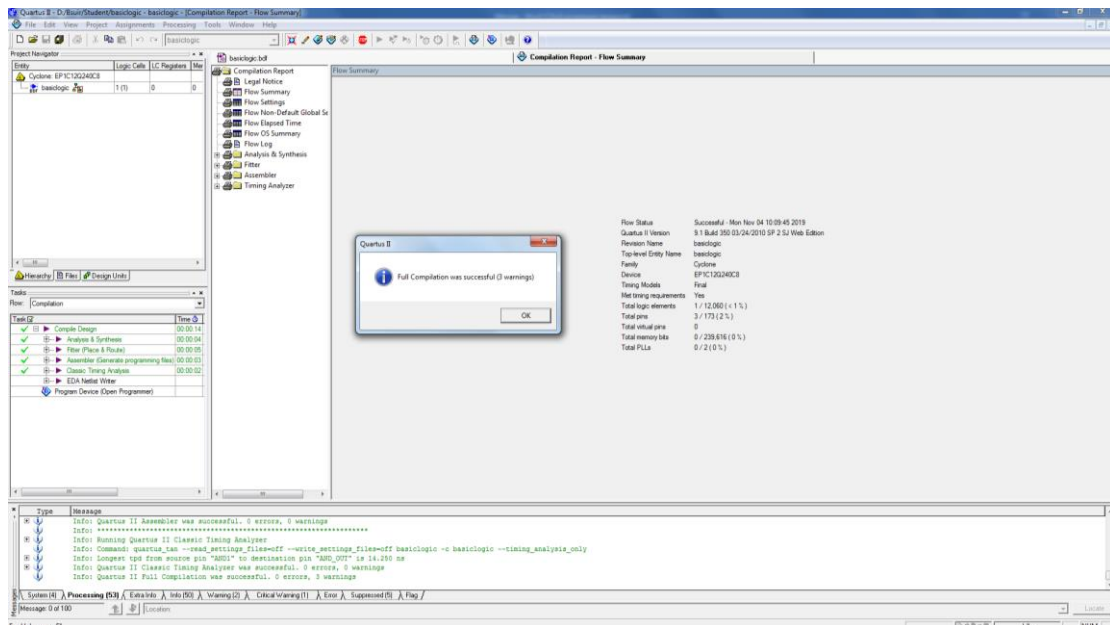 Quartus II - D:/Bsuir/Student/basiclogic - basiclogic - [Compilation Report - Flow Summary]
File Edit View Project Assignments Processing Tools Window Help
basiclogic
Project Navigator
Entity Logic Cells LC Registers Mer
Cyclone: EP1C12Q240C8
basiclogic 1 (1) 0 0
Hierarchy Files Design Units
Tasks
Flow: Compilation
Task Time
Compile Design 00:00:14
Analysis & Synthesis 00:00:04
Fitter (Place & Route) 00:00:05
Assembler (Generate programming files) 00:00:03
Classic Timing Analysis 00:00:02
EDA Netlist Writer
Program Device (Open Programmer)
basiclogic.bdf
Compilation Report - Flow Summary
Compilation Report
Legal Notice
Flow Summary
Flow Settings
Flow Non-Default Global Se
Flow Elapsed Time
Flow OS Summary
Flow Log
Analysis & Synthesis
Fitter
Assembler
Timing Analyzer
Flow Summary
Flow Status Successful - Mon Nov 04 10:09:45 2019
Quartus II Version 9.1 Build 350 03/24/2010 SP 2 SJ Web Edition
Revision Name basiclogic
Top-level Entity Name basiclogic
Family Cyclone
Device EP1C12Q240C8
Timing Models Final
Met timing requirements Yes
Total logic elements 1 / 12,060 ( < 1 % )
Total pins 3 / 173 ( 2 % )
Total virtual pins 0
Total memory bits 0 / 239,616 ( 0 % )
Total PLLs 0 / 2 ( 0 % )
Quartus II
Full Compilation was successful (3 warnings)
OK
Type Message
Info: Quartus II Assembler was successful. 0 errors, 0 warnings
Info: *******************************************************************
Info: Running Quartus II Classic Timing Analyzer
Info: Command: quartus_tan --read_settings_files=off --write_settings_files=off basiclogic -c basiclogic --timing_analysis_only
Info: Longest tpd from source pin "AND1" to destination pin "AND_OUT" is 14.250 ns
Info: Quartus II Classic Timing Analyzer was successful. 0 errors, 0 warnings
Info: Quartus II Full Compilation was successful. 0 errors, 3 warnings
System (4) Processing (53) Extra Info Info (50) Warning (2) Critical Warning (1) Error Suppressed (5) Flag
Messages
Message: 0 of 100
Location:
Locate